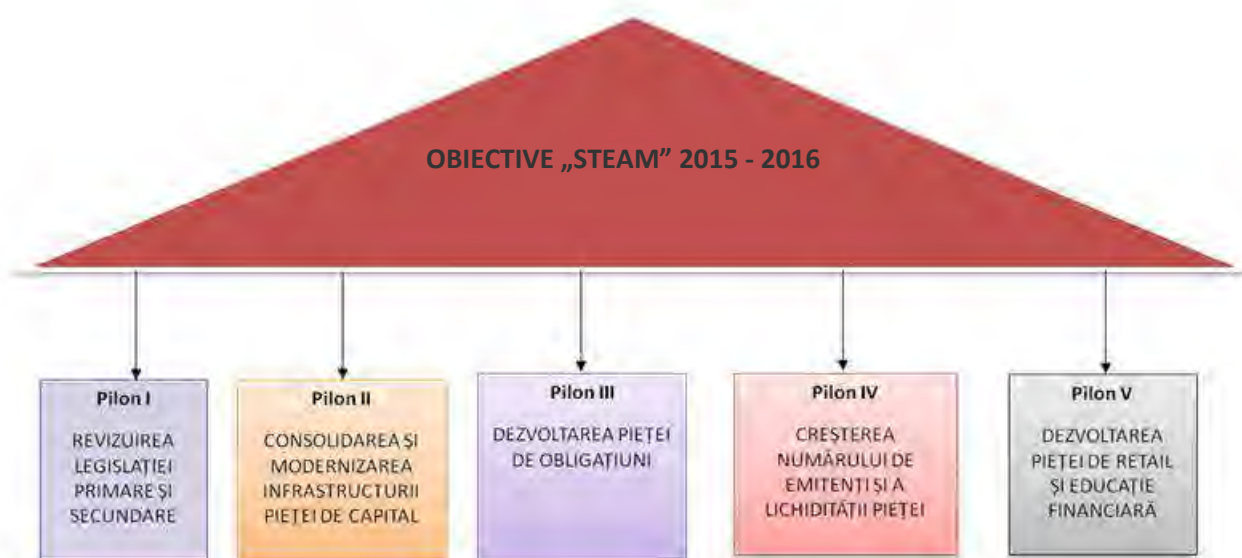 OBIECTIVE „STEAM” 2015 - 2016
Pilon I
REVIZUIREA
LEGISLAȚIEI
PRIMARE ȘI
SECUNDARE
Pilon II
CONSOLIDAREA ȘI
MODERNIZAREA
INFRASTRUCTURII
PIEȚEI DE CAPITAL
Pilon III
DEZVOLTAREA PIEȚEI
DE OBLIGAȚIUNI
Pilon IV
CREȘTEREA
NUMĂRULUI DE
EMITENȚI ȘI A
LICHIDITĂȚII PIEȚEI
Pilon V
DEZVOLTAREA
PIEȚEI DE RETAIL
ȘI EDUCAȚIE
FINANCIARĂ